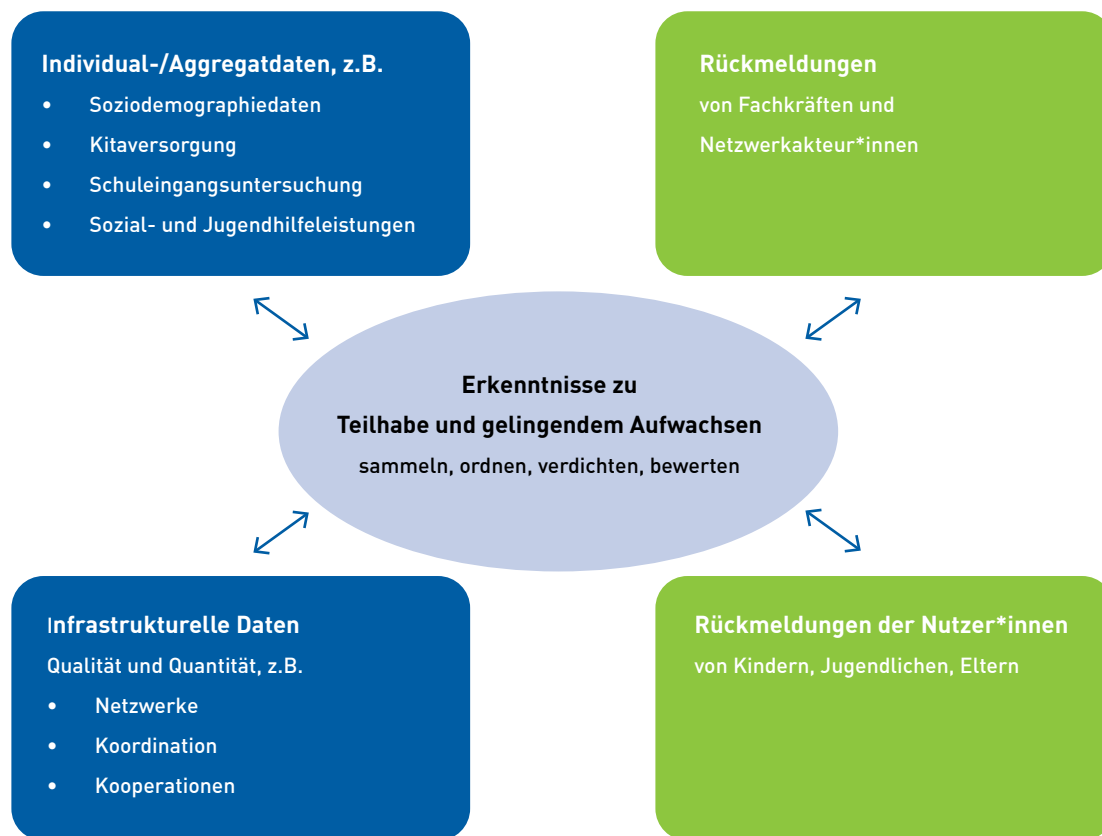 Individual-/Aggregatdaten, z.B.
• Soziodemographiedaten
• Kitaversorgung
• Schuleingangsuntersuchung
• Sozial- und Jugendhilfeleistungen
Rückmeldungen
von Fachkräften und
Netzwerkakteur*innen
Erkenntnisse zu
Teilhabe und gelingendem Aufwachsen
sammeln, ordnen, verdichten, bewerten
Infrastrukturelle Daten
Qualität und Quantität, z.B.
• Netzwerke
• Koordination
• Kooperationen
Rückmeldungen der Nutzer*innen
von Kindern, Jugendlichen, Eltern